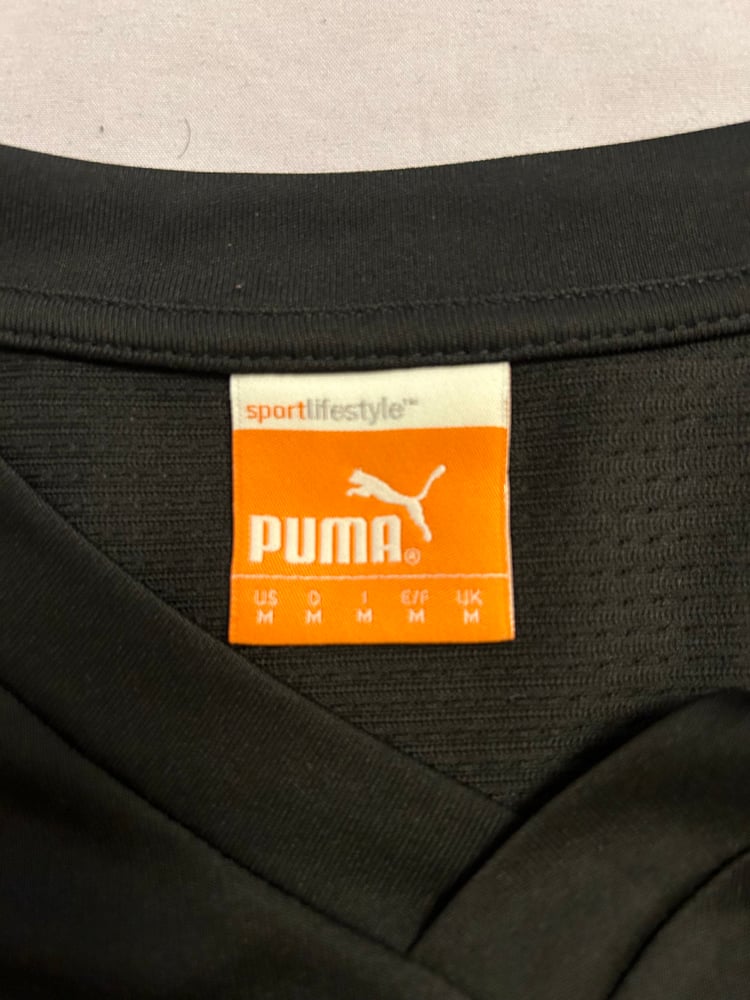 sportlifestyle™
PUMA®
US D I E/F UK
M M M M M